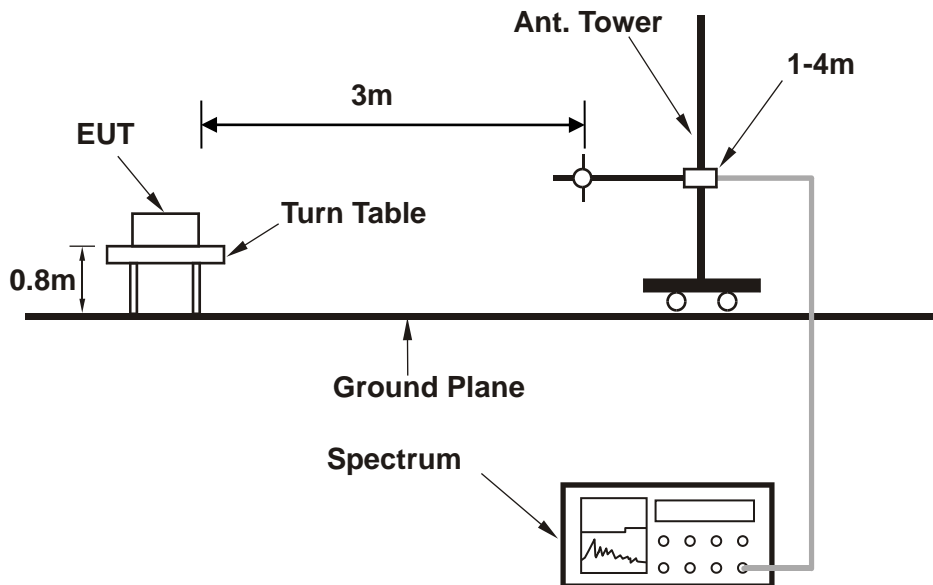 Ant. Tower
1-4m
3m
EUT
Turn Table
0.8m
Ground Plane
Spectrum